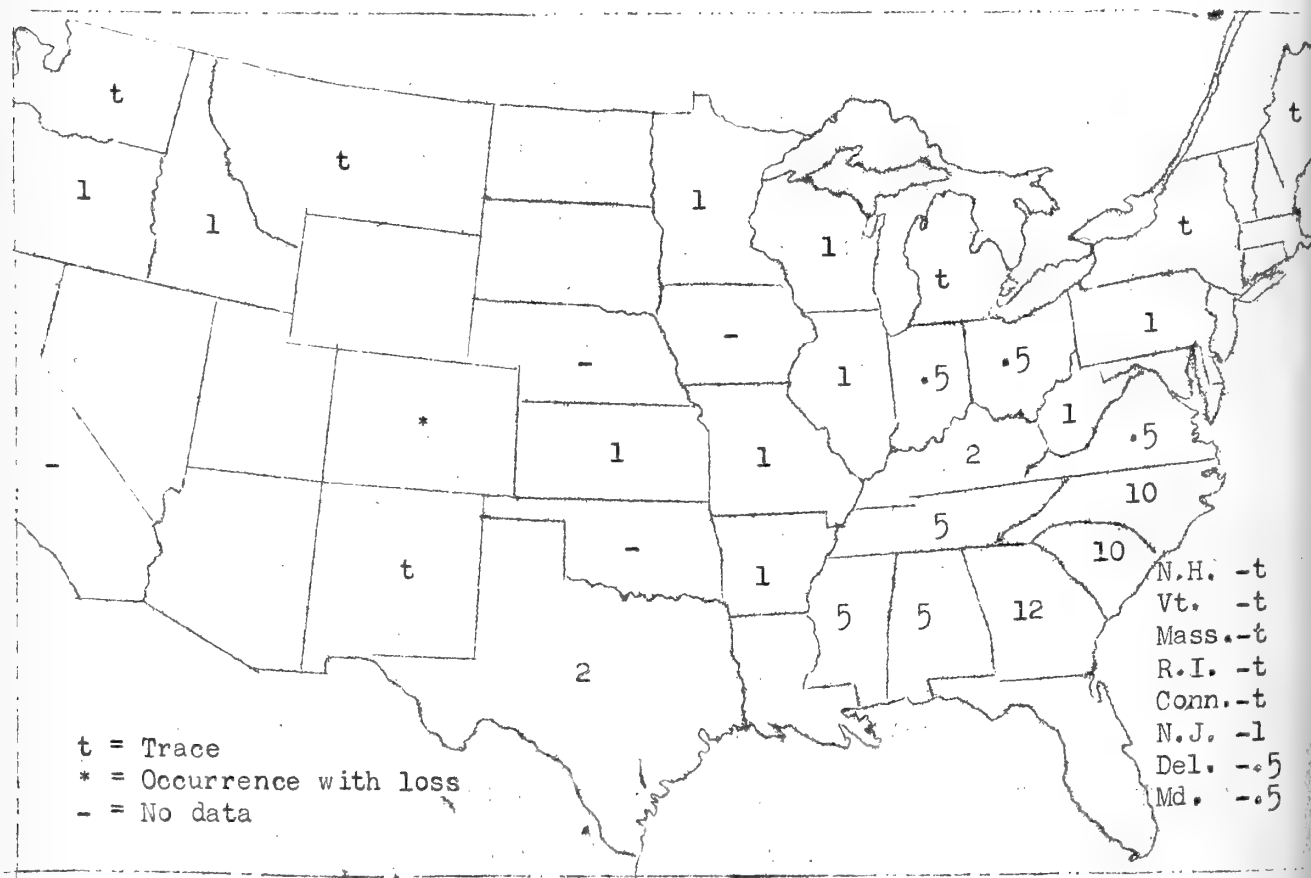 t
t
t
1
1
1
1
t
t
-
-
1
.5
.5
1
*
1
1
2
1
.5
-
10
5
10
t
-
1
5
5
12
2
N.H. -t
Vt. -t
Mass.-t
R.I. -t
Conn.-t
N.J. -1
Del. -.5
Md. -.5
t = Trace
* = Occurrence with loss
- = No data